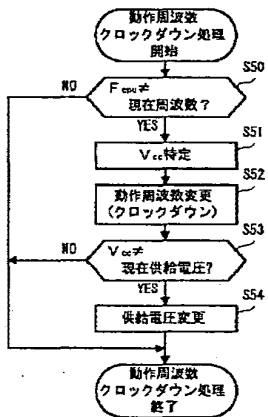 動作周波数
クロックダウン処理
開始
S50
Fcpu≠
現在周波数?
NO
YES
S51
Vcc特定
S52
動作周波数変更
(クロックダウン)
S53
Vcc≠
現在供給電圧?
NO
YES
S54
供給電圧変更
動作周波数
クロックダウン処理
終了